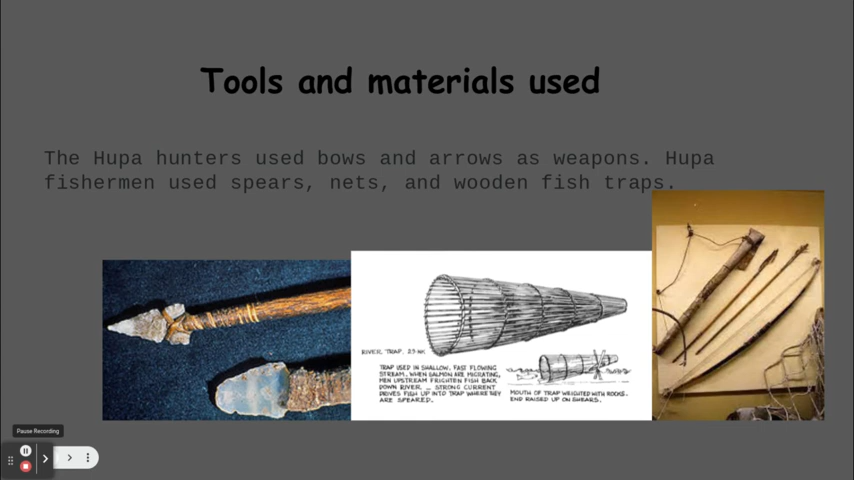 Tools and materials used
The Hupa hunters used bows and arrows as weapons. Hupa
fishermen used spears, nets, and wooden fish traps.
RIVER TRAP.
TRAP USED IN SHALLOW, FAST FLOWING
STREAM. WHEN SALMON ARE MIGRATING,
MEN UPSTREAM FRIGHTEN FISH BACK
DOWN RIVER — STRONG CURRENT
DRIVES FISH UP INTO TRAP WHERE THEY
ARE SPEARED.
MOUTH OF TRAP WEIGHTED WITH ROCKS.
END RAISED UP ON SHEARS.
Pause Recording